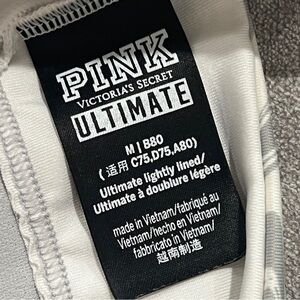 PINK
VICTORIA'S SECRET
ULTIMATE
M | B80
(适用 C75,D75,A80)
Ultimate lightly lined/
Ultimate à doublure légère
made in Vietnam/fabriqué au
Vietnam/hecho en Vietnam/
fabbricato in Vietnam/
越南制造